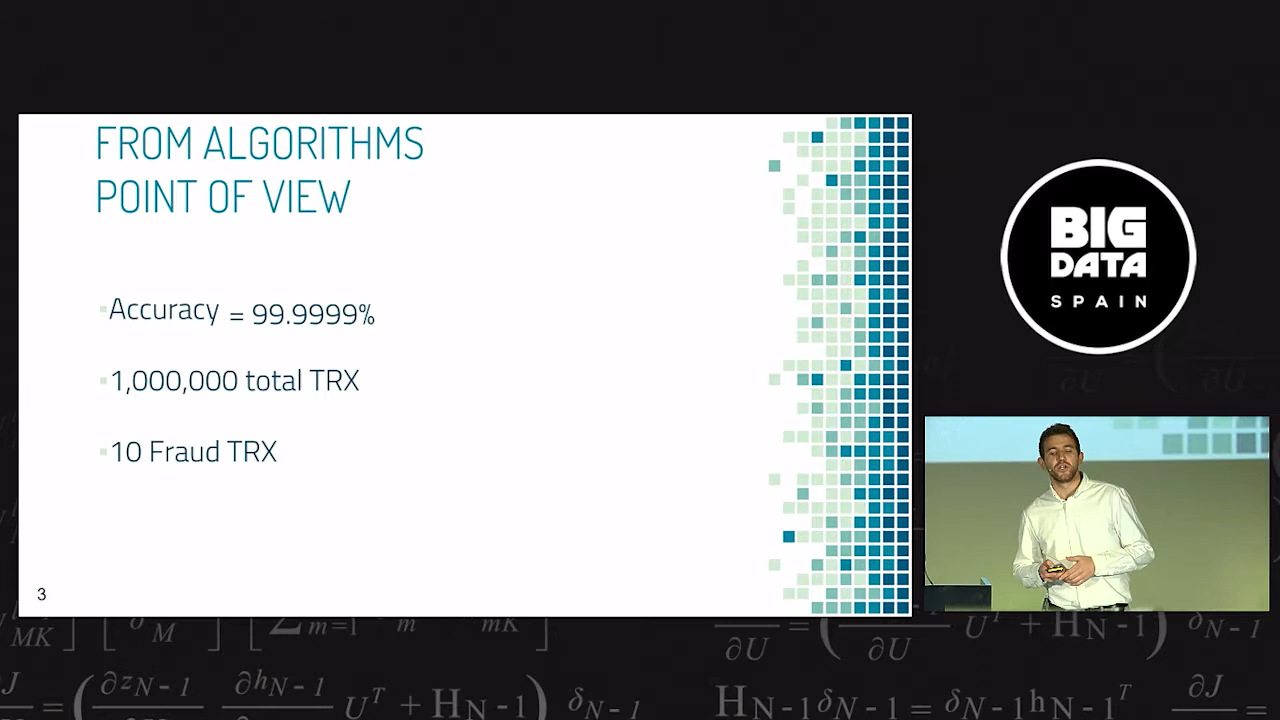 FROM ALGORITHMS
POINT OF VIEW
Accuracy = 99.9999%
1,000,000 total TRX
10 Fraud TRX
3
BIG
DATA
SPAIN